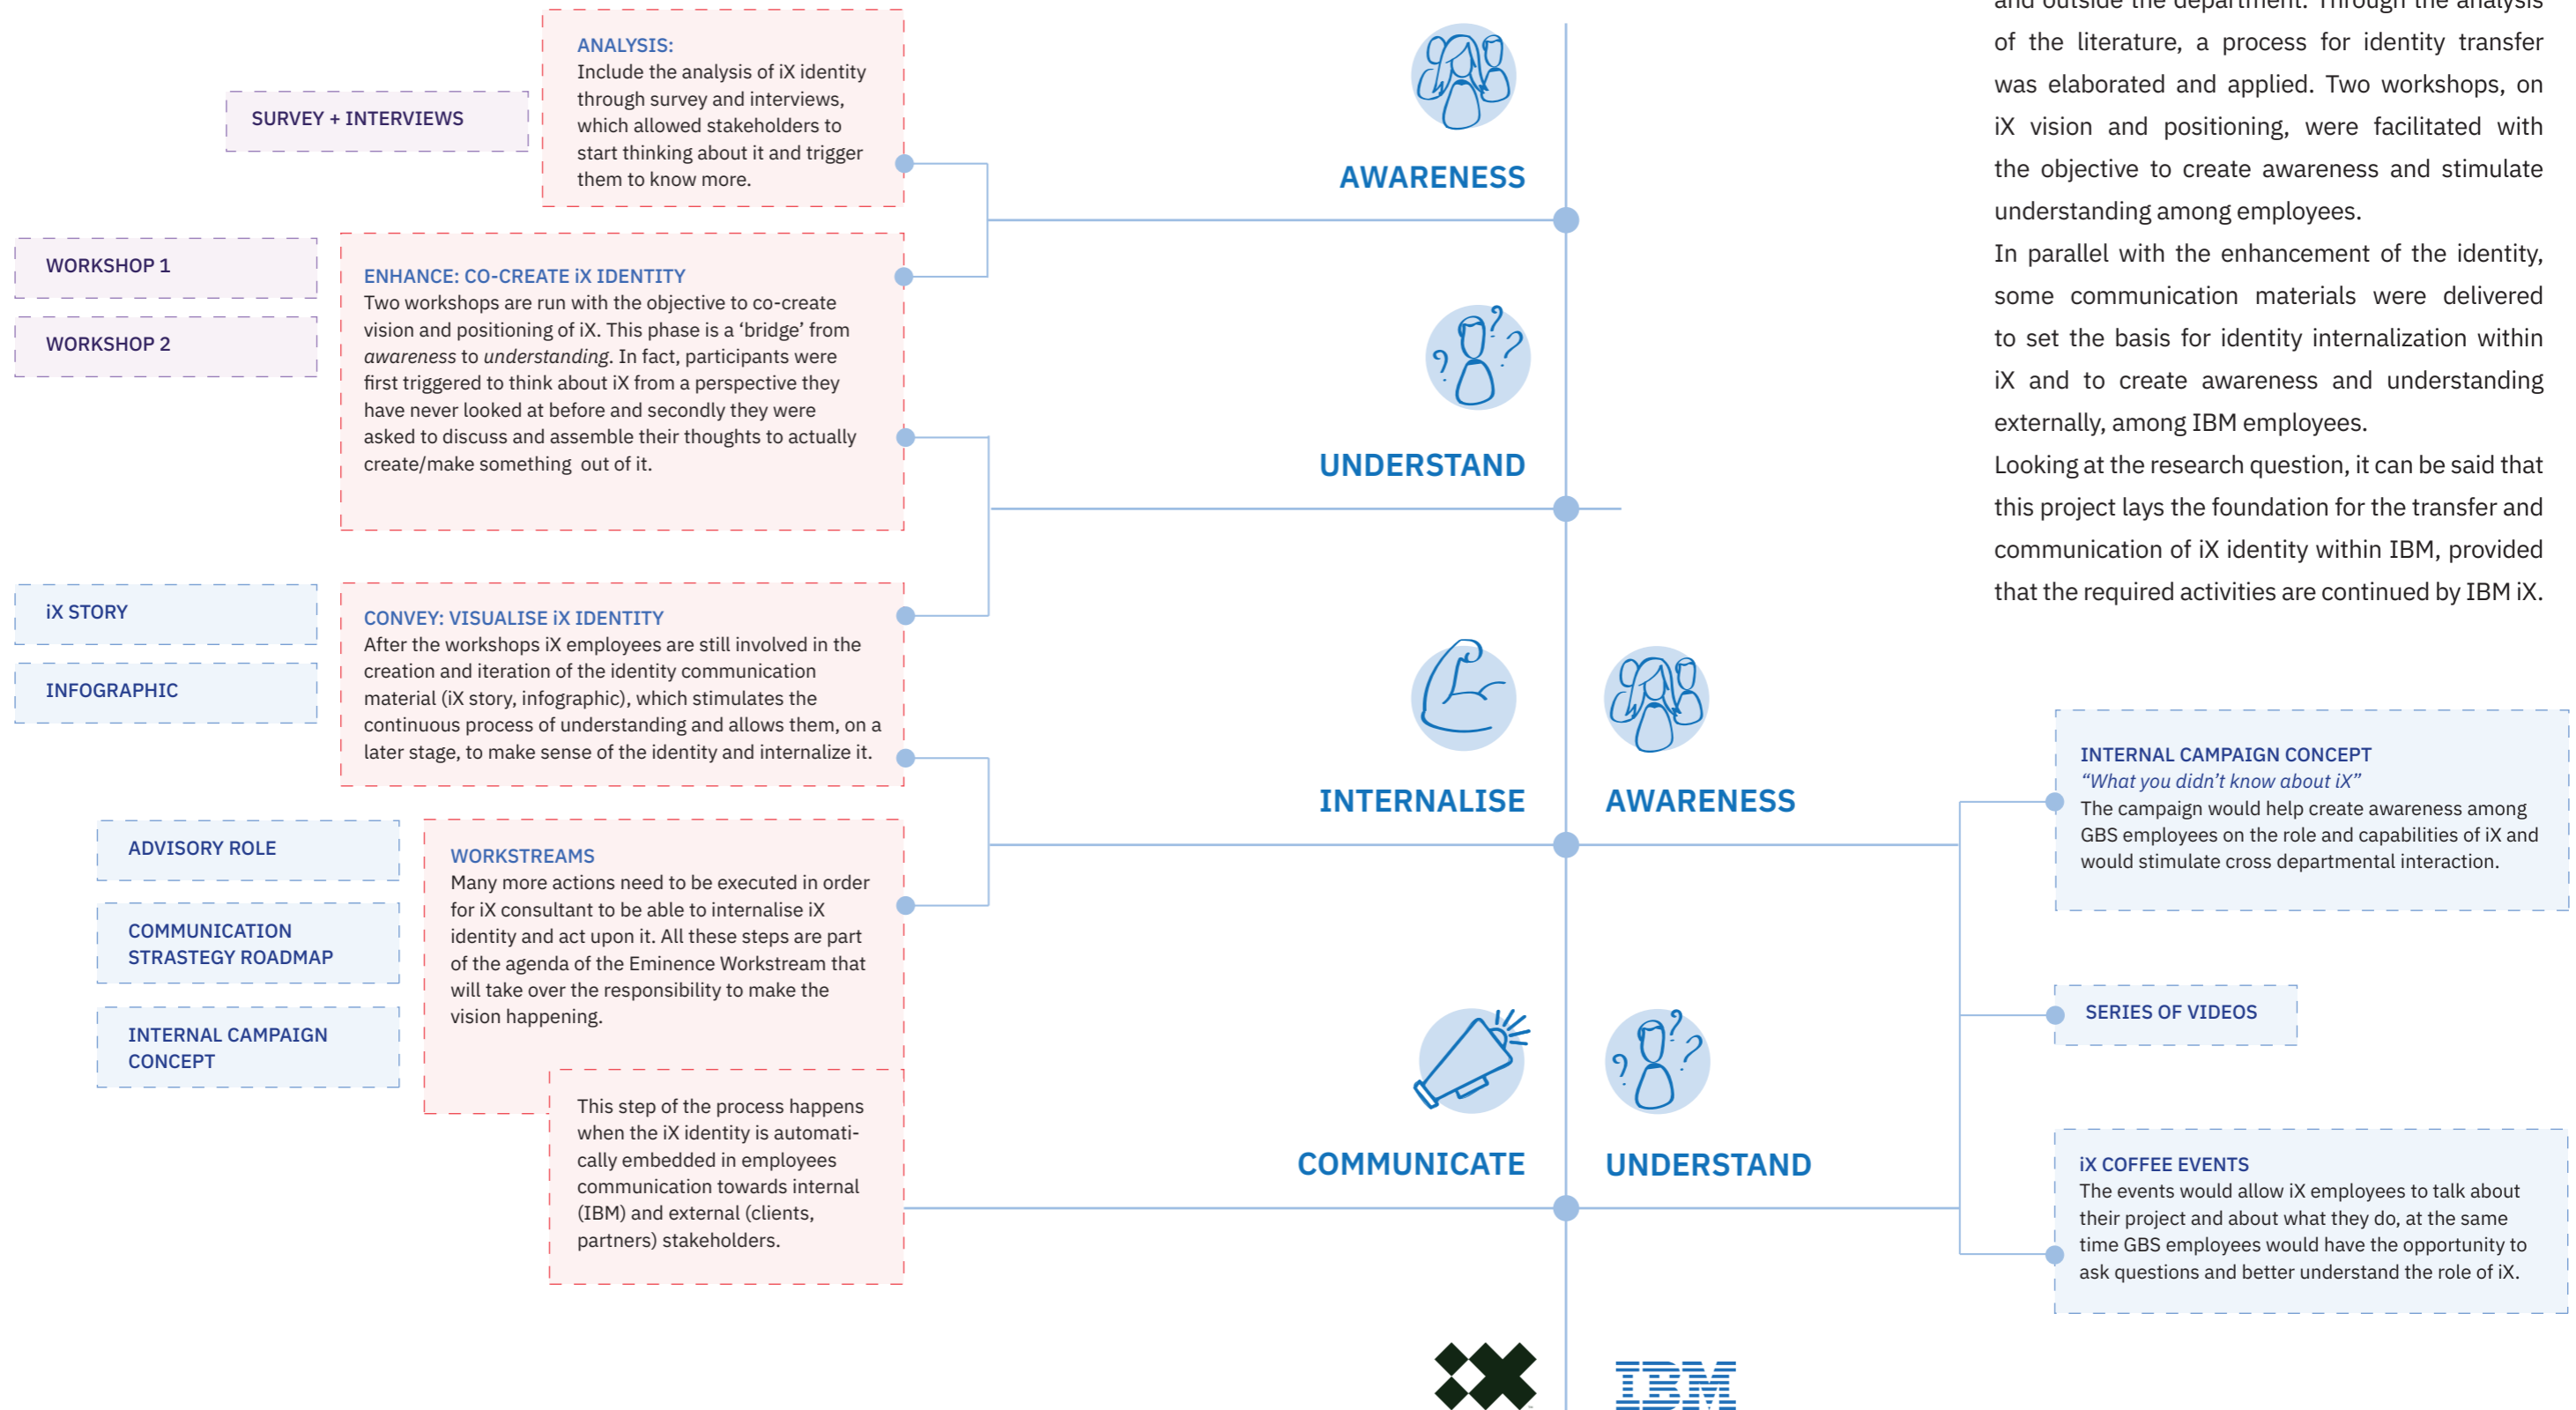 and outside the department. Through the analysis
of the literature, a process for identity transfer
was elaborated and applied. Two workshops, on
iX vision and positioning, were facilitated with
the objective to create awareness and stimulate
understanding among employees.
In parallel with the enhancement of the identity,
some communication materials were delivered
to set the basis for identity internalization within
iX and to create awareness and understanding
externally, among IBM employees.
Looking at the research question, it can be said that
this project lays the foundation for the transfer and
communication of iX identity within IBM, provided
that the required activities are continued by IBM iX.
SURVEY + INTERVIEWS
ANALYSIS:
Include the analysis of iX identity
through survey and interviews,
which allowed stakeholders to
start thinking about it and trigger
them to know more.
AWARENESS
WORKSHOP 1
WORKSHOP 2
ENHANCE: CO-CREATE iX IDENTITY
Two workshops are run with the objective to co-create
vision and positioning of iX. This phase is a ‘bridge’ from
awareness to understanding. In fact, participants were
first triggered to think about iX from a perspective they
have never looked at before and secondly they were
asked to discuss and assemble their thoughts to actually
create/make something out of it.
UNDERSTAND
iX STORY
INFOGRAPHIC
CONVEY: VISUALISE iX IDENTITY
After the workshops iX employees are still involved in the
creation and iteration of the identity communication
material (iX story, infographic), which stimulates the
continuous process of understanding and allows them, on a
later stage, to make sense of the identity and internalize it.
INTERNALISE
AWARENESS
INTERNAL CAMPAIGN CONCEPT
“What you didn’t know about iX”
The campaign would help create awareness among
GBS employees on the role and capabilities of iX and
would stimulate cross departmental interaction.
ADVISORY ROLE
COMMUNICATION
STRASTEGY ROADMAP
INTERNAL CAMPAIGN
CONCEPT
WORKSTREAMS
Many more actions need to be executed in order
for iX consultant to be able to internalise iX
identity and act upon it. All these steps are part
of the agenda of the Eminence Workstream that
will take over the responsibility to make the
vision happening.
SERIES OF VIDEOS
This step of the process happens
when the iX identity is automati-
cally embedded in employees
communication towards internal
(IBM) and external (clients,
partners) stakeholders.
COMMUNICATE
UNDERSTAND
iX COFFEE EVENTS
The events would allow iX employees to talk about
their project and about what they do, at the same
time GBS employees would have the opportunity to
ask questions and better understand the role of iX.
iX
IBM